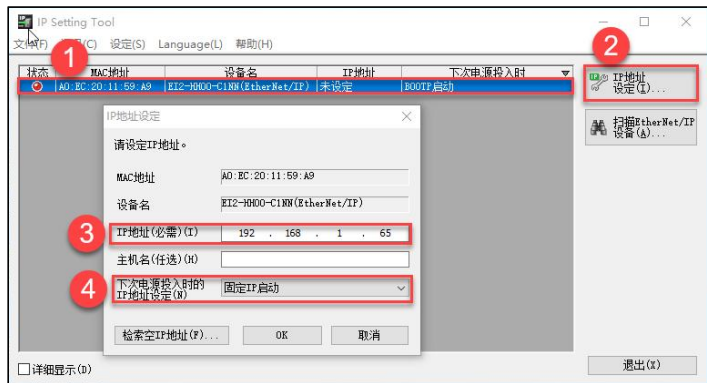 IP Setting Tool
设定(S) Language(L) 帮助(H)
1
2
状态 MAC地址 设备名 IP地址 下次电源投入时
A0:EC:20:11:59:A9 EI2-HH00-C1NN(EtherNet/IP) 未设定 BOOTP启动
IP地址
设定(I)...
扫描EtherNet/IP
设备(A)...
IP地址设定
请设定IP地址。
MAC地址 A0:EC:20:11:59:A9
设备名 EI2-HH00-C1NN(EtherNet/IP)
3
IP地址(必需)(I) 192 . 168 . 1 . 65
主机名(任选)(H)
4
下次电源投入时的
IP地址设定(N) 固定IP启动
检索空IP地址(F)... OK 取消
详细显示(D)
退出(X)